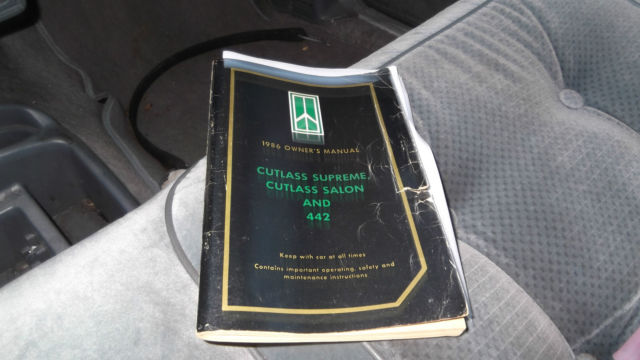 1986 OWNER'S MANUAL
CUTLASS SUPREME,
CUTLASS SALON
AND
442
Keep with car at all times
Contains important operating, safety and
maintenance instructions